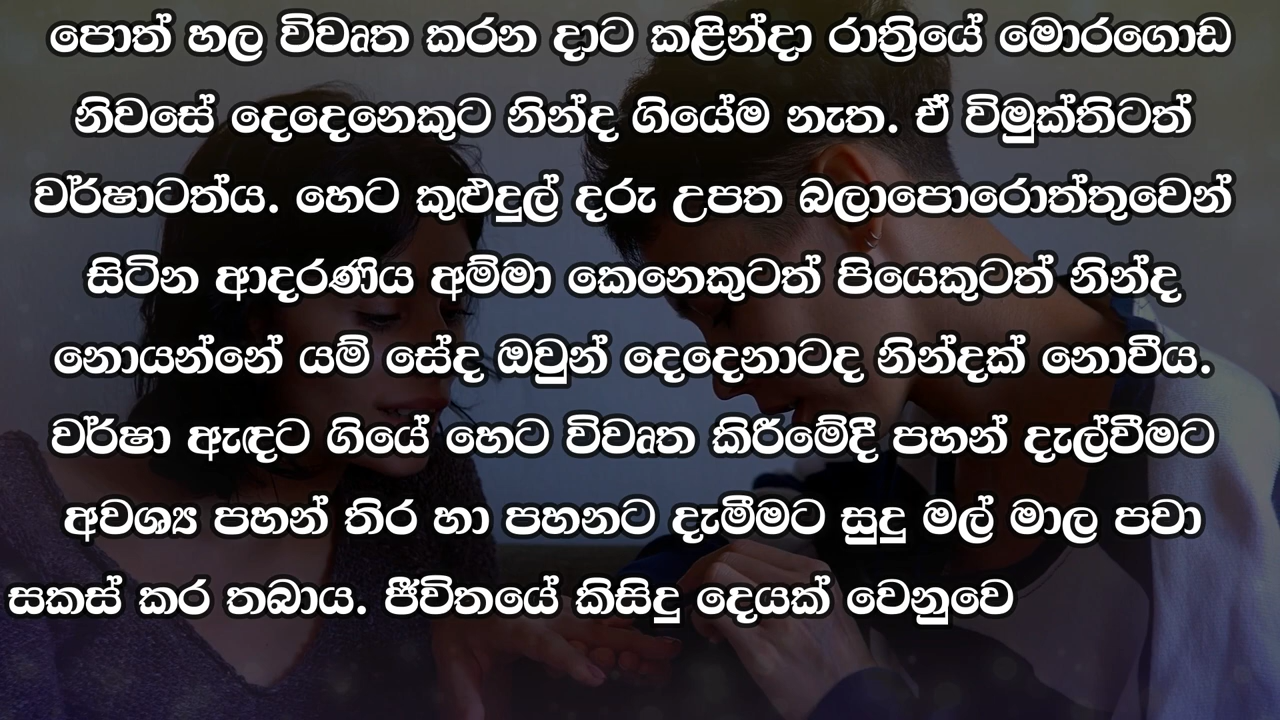 පොත් හල විවෘත කරන දාට කළින්දා රාත්‍රියේ මොරගොඩ
නිවසේ දෙදෙනෙකුට නින්ද ගියේම නැත. ඒ විමුක්තිටත්
වර්ෂාටත්ය. හෙට කුළුදුල් දරු උපත බලාපොරොත්තුවෙන්
සිටින ආදරණිය අම්මා කෙනෙකුටත් පියෙකුටත් නින්ද
නොයන්නේ යම් සේද ඔවුන් දෙදෙනාටද නින්දක් නොවීය.
වර්ෂා ඇඳට ගියේ හෙට විවෘත කිරීමේදී පහන් දැල්වීමට
අවශ්‍ය පහන් තිර හා පහනට දැමීමට සුදු මල් මාල පවා
සකස් කර තබාය. ජීවිතයේ කිසිදු දෙයක් වෙනුවෙ